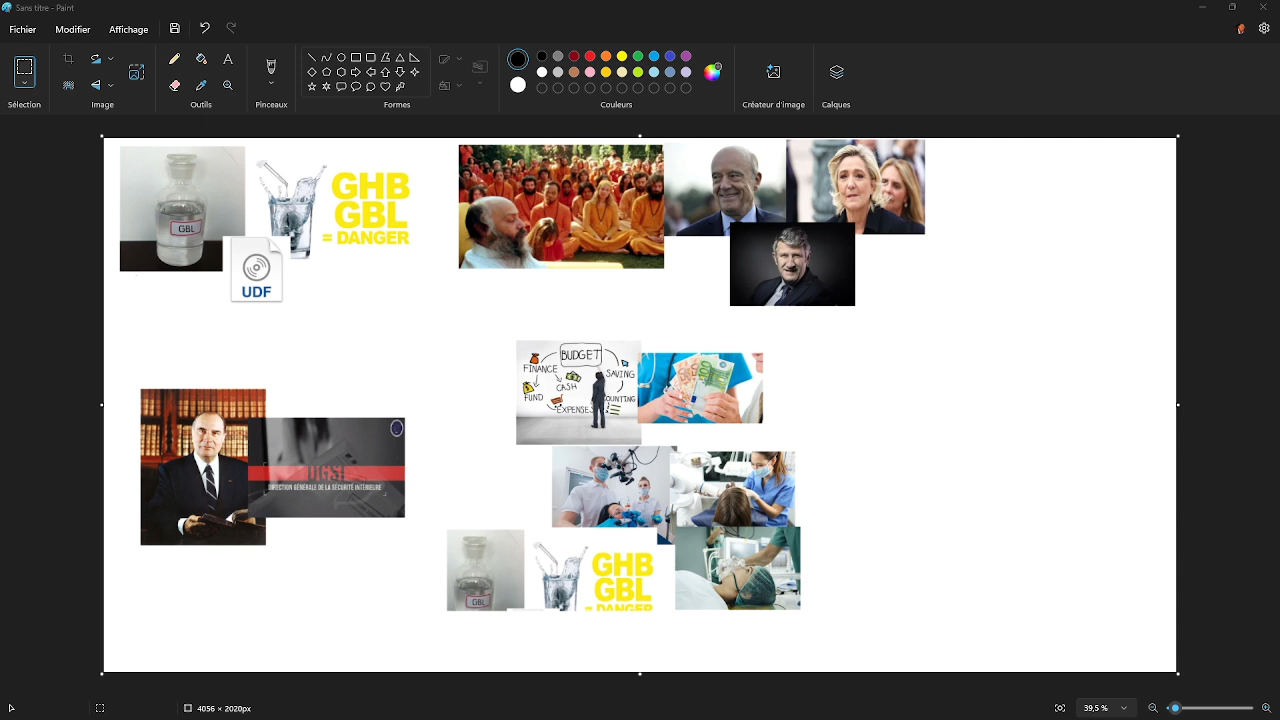 Sans titre - Paint
Fichier Modifier Affichage
Sélection Image Outils Pinceaux Formes Couleurs Créateur d'image Calques
GBL
GHB
GBL
= DANGER
UDF
BUDGET
FINANCE
SAVING
CASH
FUND
EXPENSES
100
DGSI
DIRECTION GÉNÉRALE DE LA SÉCURITÉ INTÉRIEURE
GBL
GHB
GBL
= DANGER
4056 × 2020px
39,5 %